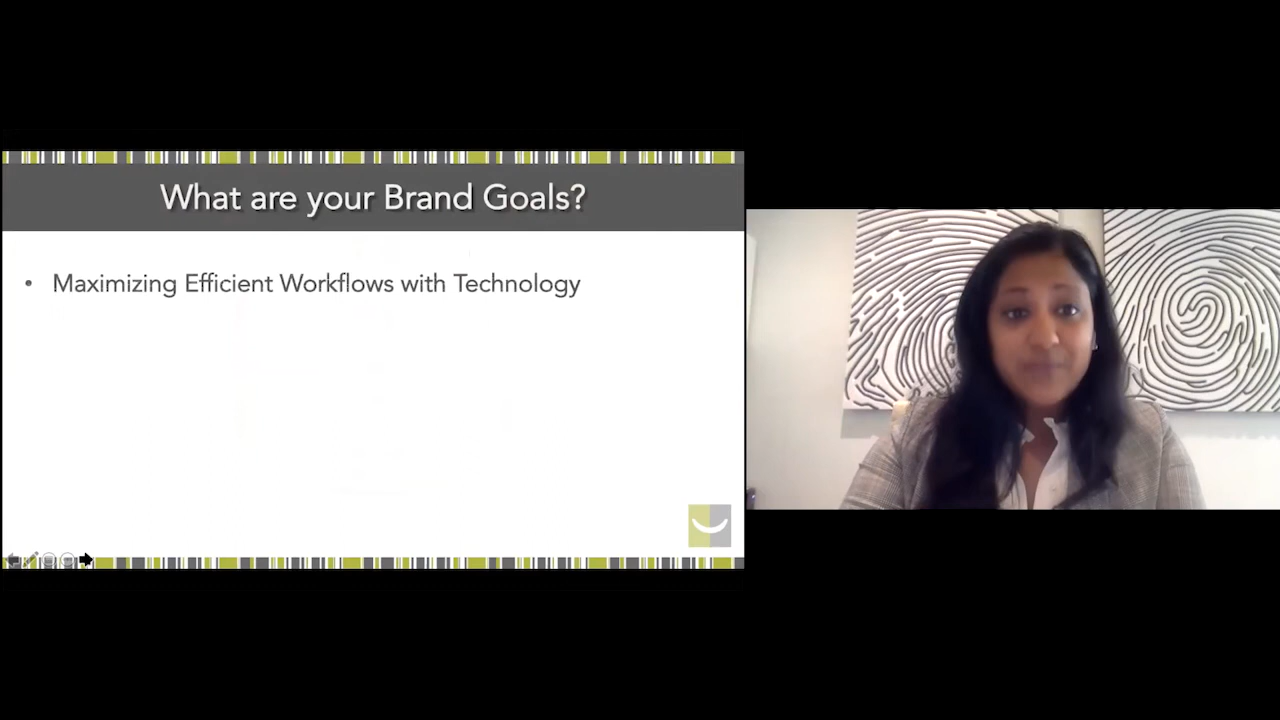 What are your Brand Goals?
• Maximizing Efficient Workflows with Technology